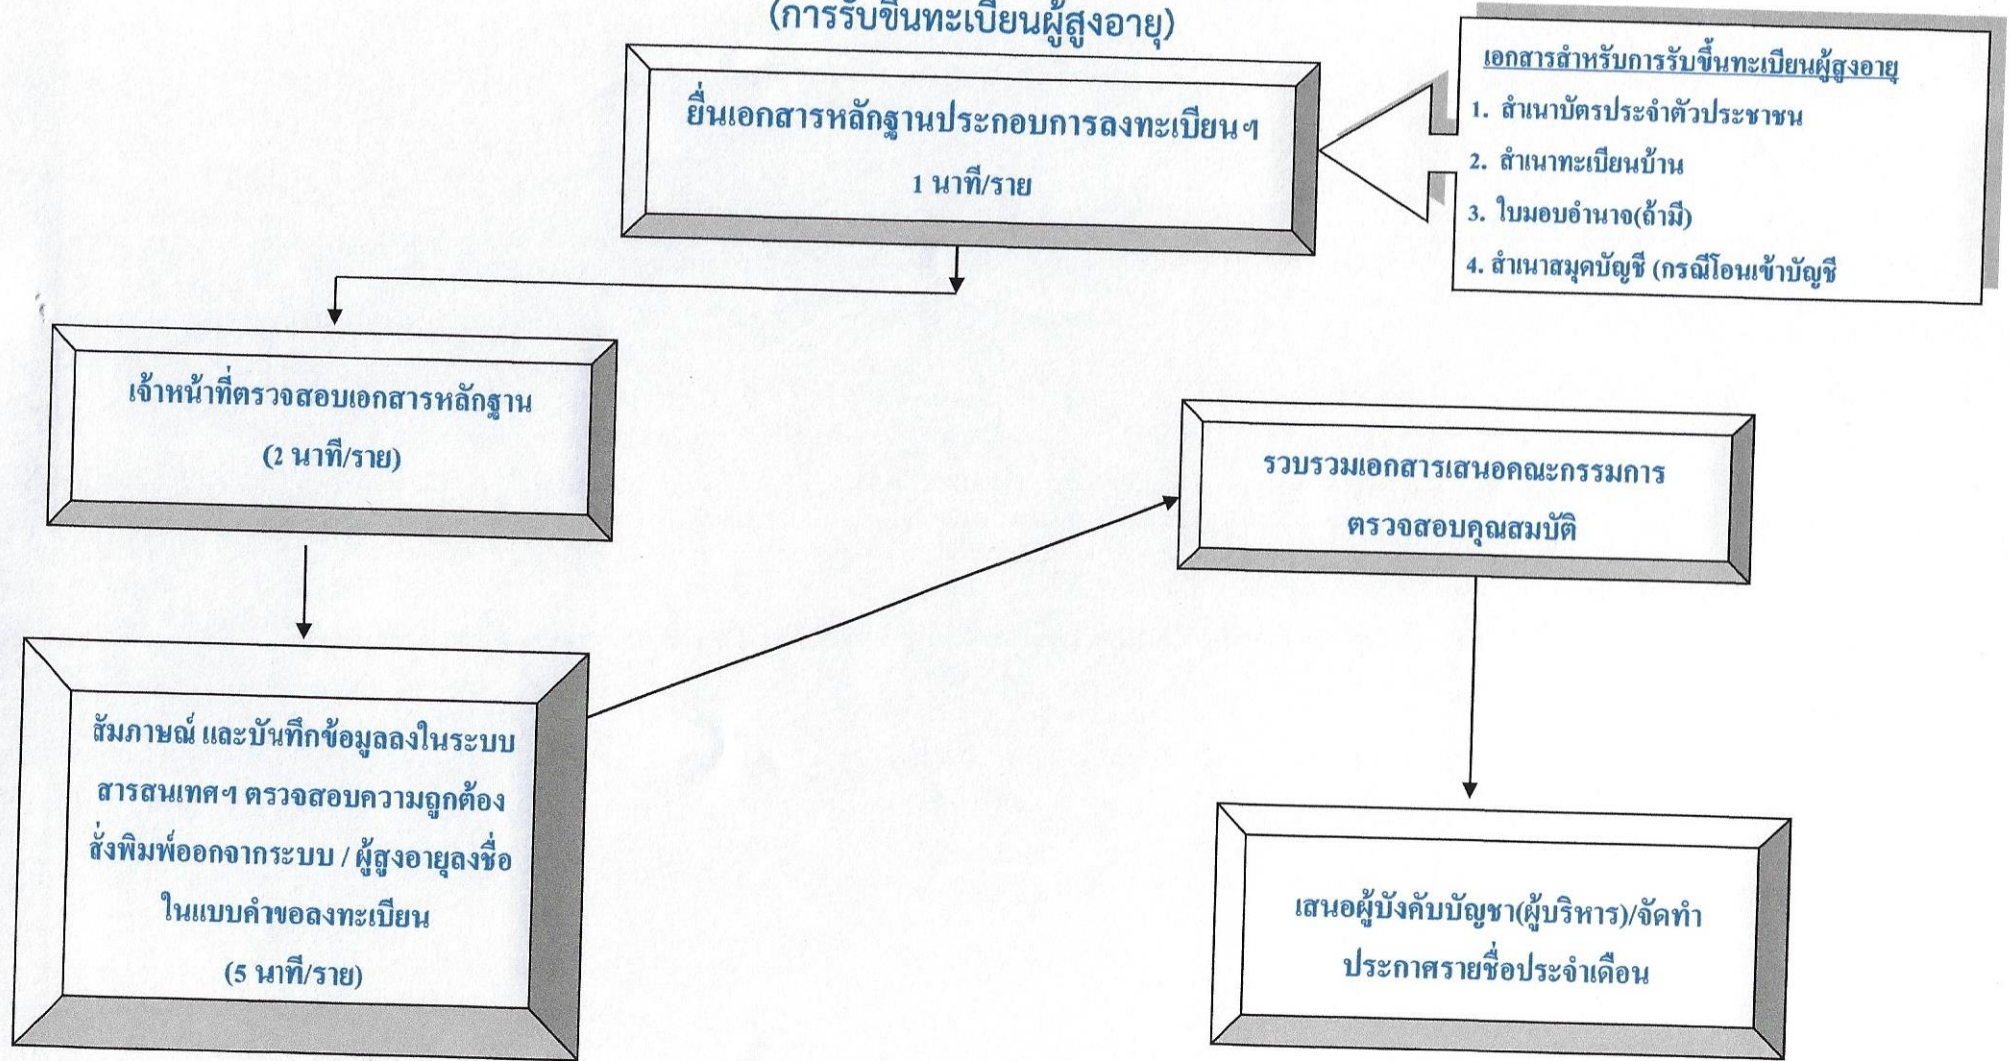 (การรับขึ้นทะเบียนผู้สูงอายุ)
ยื่นเอกสารหลักฐานประกอบการลงทะเบียนฯ
1 นาที/ราย
เอกสารสำหรับการรับขึ้นทะเบียนผู้สูงอายุ
1. สำเนาบัตรประจำตัวประชาชน
2. สำเนาทะเบียนบ้าน
3. ใบมอบอำนาจ(ถ้ามี)
4. สำเนาสมุดบัญชี (กรณีโอนเข้าบัญชี
เจ้าหน้าที่ตรวจสอบเอกสารหลักฐาน
(2 นาที/ราย)
สัมภาษณ์ และบันทึกข้อมูลลงในระบบ
สารสนเทศฯ ตรวจสอบความถูกต้อง
สั่งพิมพ์ออกจากระบบ / ผู้สูงอายุลงชื่อ
ในแบบคำขอลงทะเบียน
(5 นาที/ราย)
รวบรวมเอกสารเสนอคณะกรรมการ
ตรวจสอบคุณสมบัติ
เสนอผู้บังคับบัญชา(ผู้บริหาร)/จัดทำ
ประกาศรายชื่อประจำเดือน